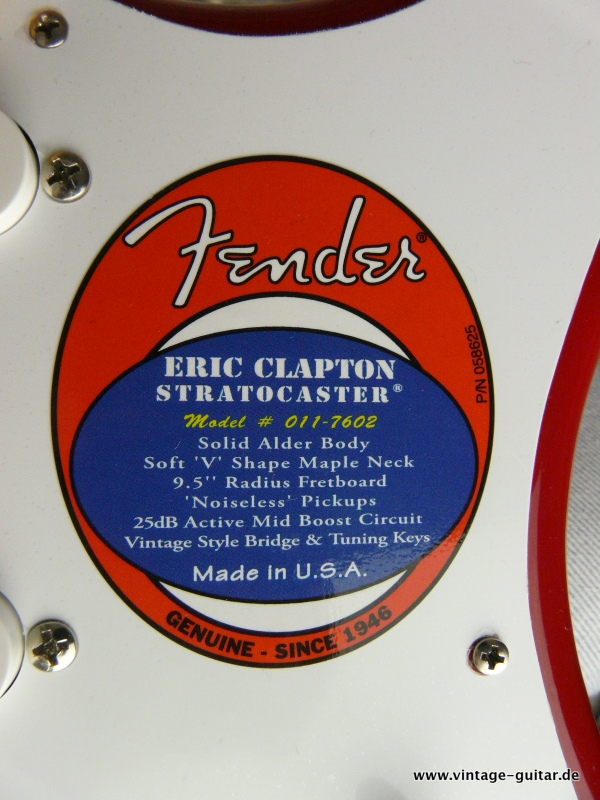 Fender®
ERIC CLAPTON
STRATOCASTER®
Model # 011-7602
Solid Alder Body
Soft 'V' Shape Maple Neck
9.5" Radius Fretboard
'Noiseless' Pickups
25dB Active Mid Boost Circuit
Vintage Style Bridge & Tuning Keys
Made in U.S.A.
GENUINE - SINCE 1946
P/N 058625
www.vintage-guitar.de